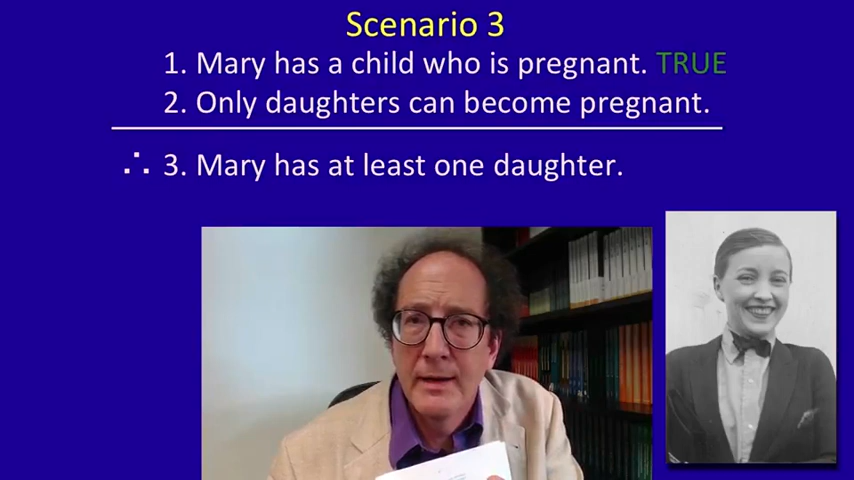 Scenario 3
1. Mary has a child who is pregnant. TRUE
2. Only daughters can become pregnant.
∴ 3. Mary has at least one daughter.